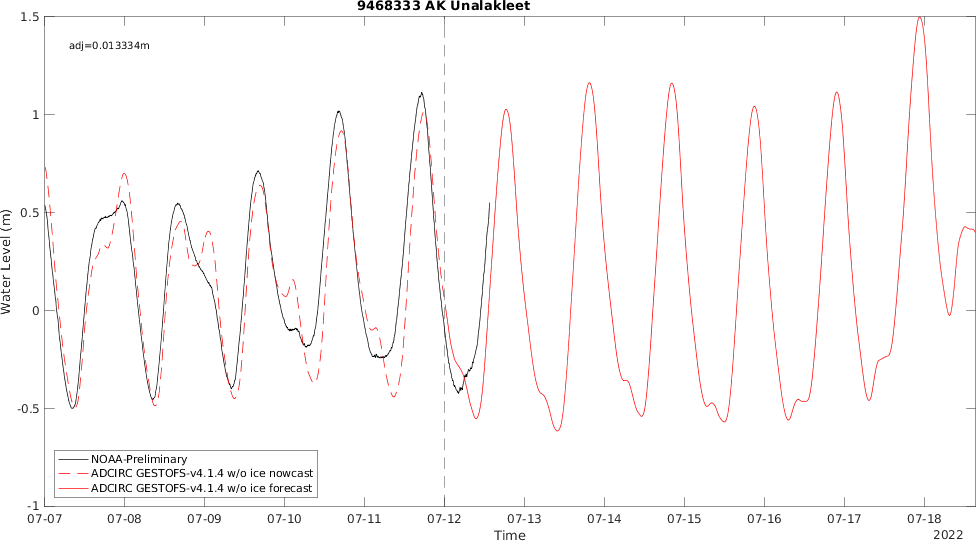 9468333 AK Unalakleet
adj=0.013334m
Water Level (m)
1.5
1
0.5
0
-0.5
-1
NOAA-Preliminary
ADCIRC GESTOFS-v4.1.4 w/o ice nowcast
ADCIRC GESTOFS-v4.1.4 w/o ice forecast
07-07 07-08 07-09 07-10 07-11 07-12 07-13 07-14 07-15 07-16 07-17 07-18
Time
2022